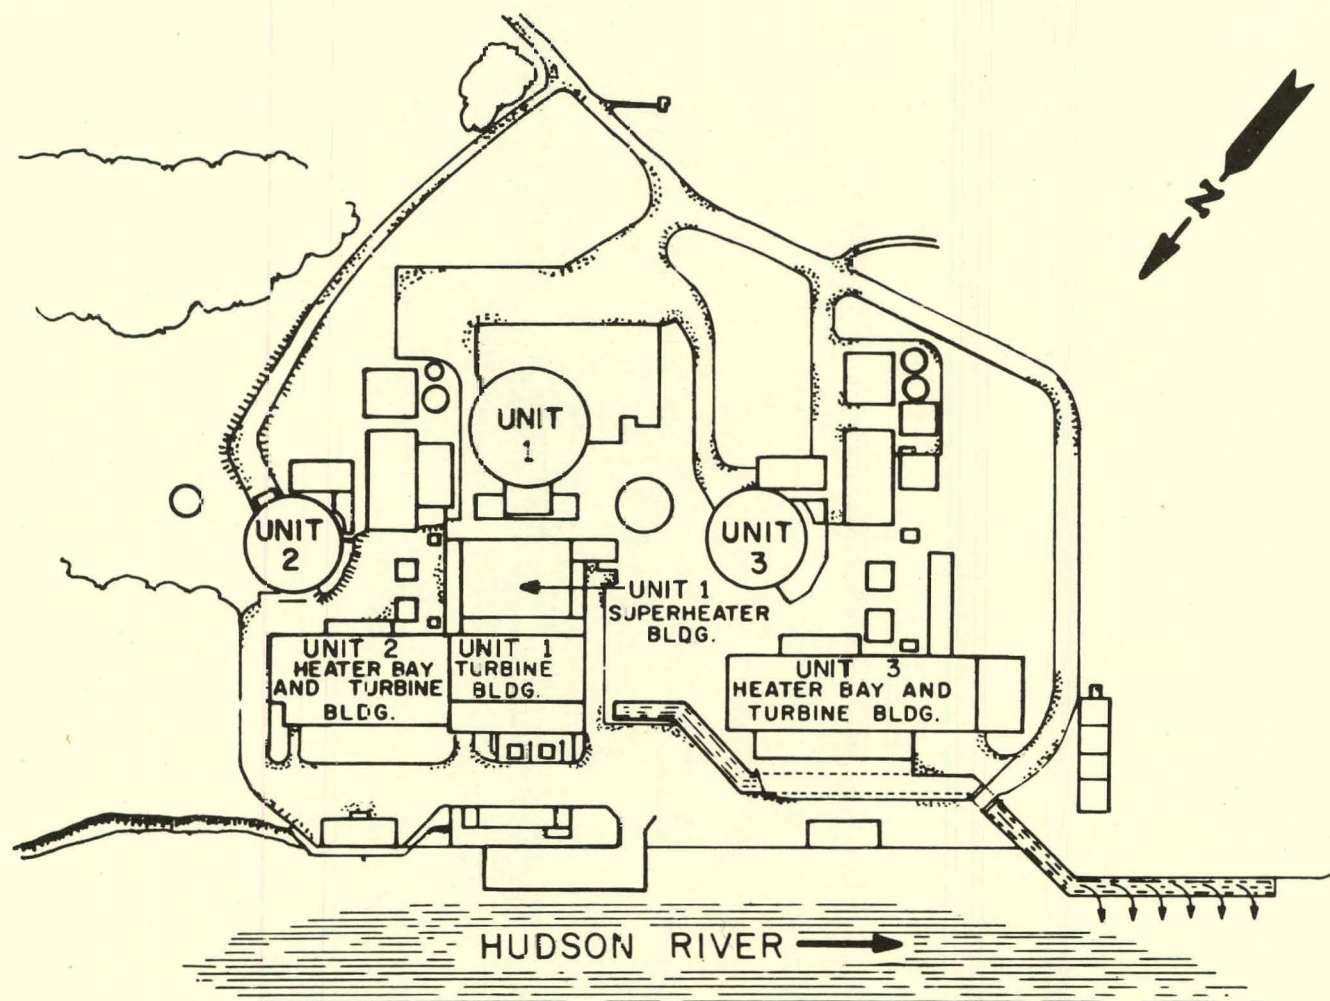 N
UNIT
1
UNIT
2
UNIT
3
UNIT 1
SUPERHEATER
BLDG.
UNIT 2
HEATER BAY
AND TURBINE
BLDG.
UNIT 1
TURBINE
BLDG.
UNIT 3
HEATER BAY AND
TURBINE BLDG.
HUDSON RIVER